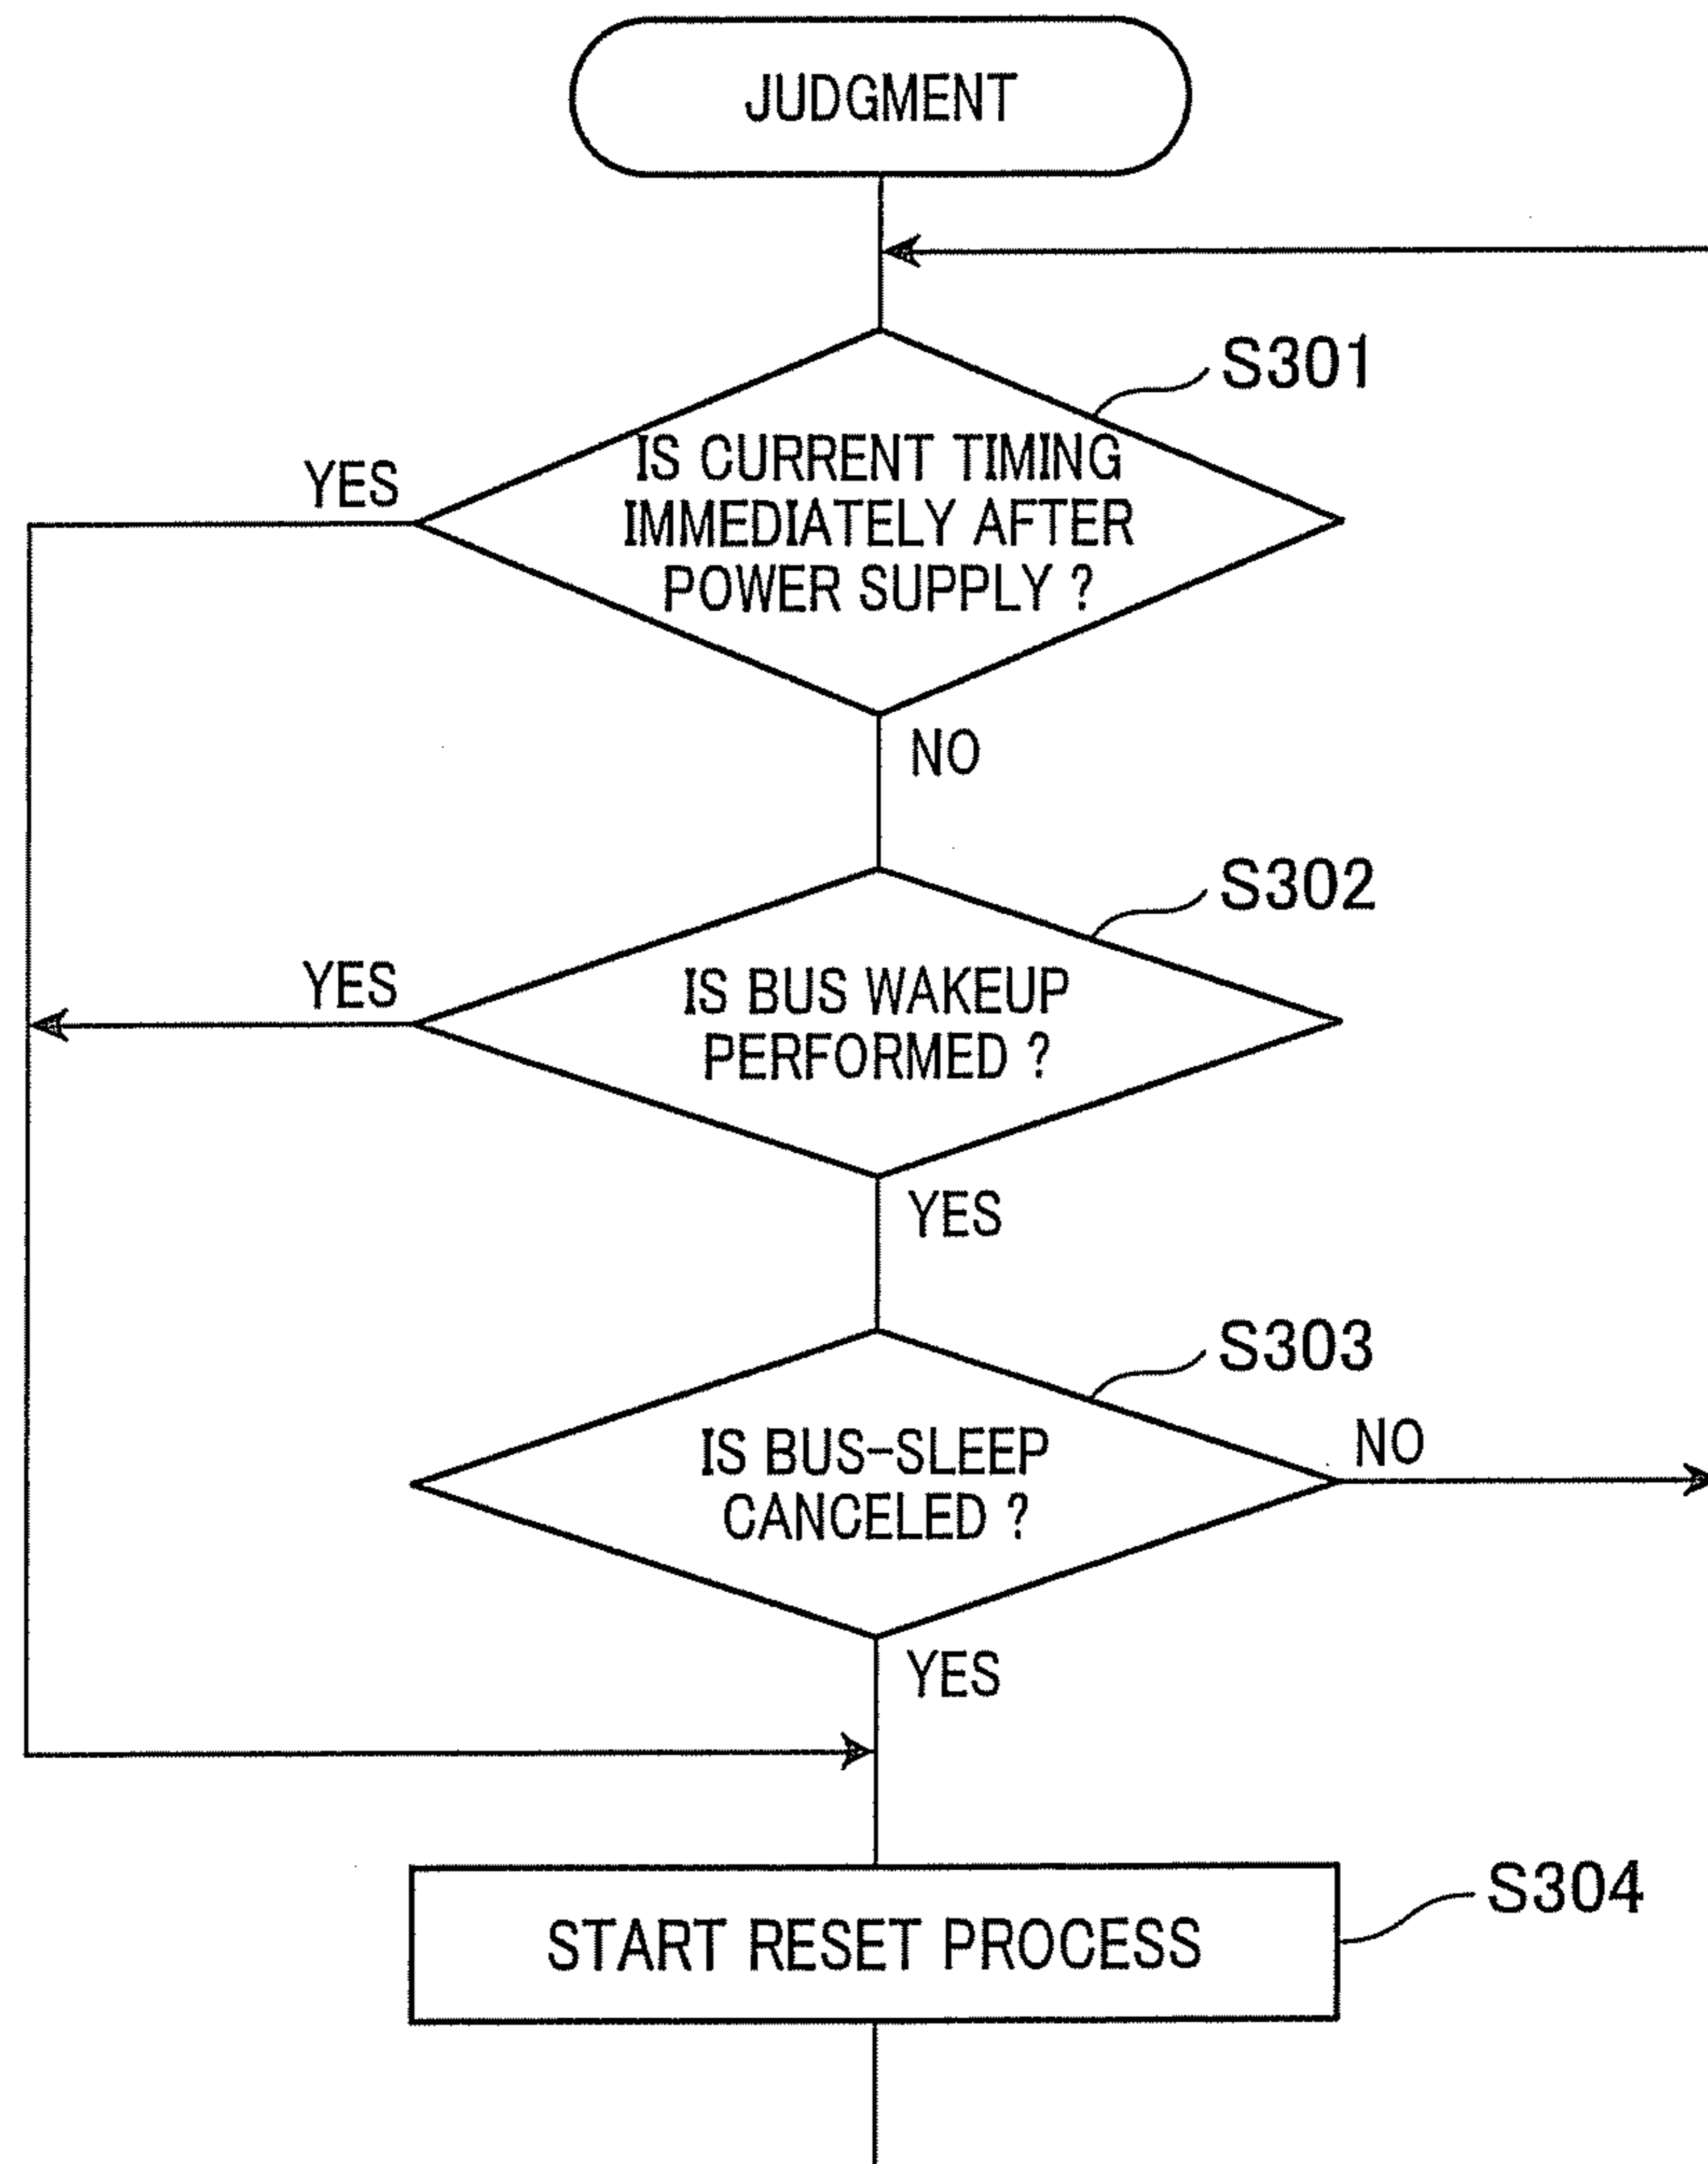 JUDGMENT
S301
IS CURRENT TIMING
IMMEDIATELY AFTER
POWER SUPPLY ?
YES
NO
S302
IS BUS WAKEUP
PERFORMED ?
YES
YES
S303
IS BUS-SLEEP
CANCELED ?
NO
YES
START RESET PROCESS
S304